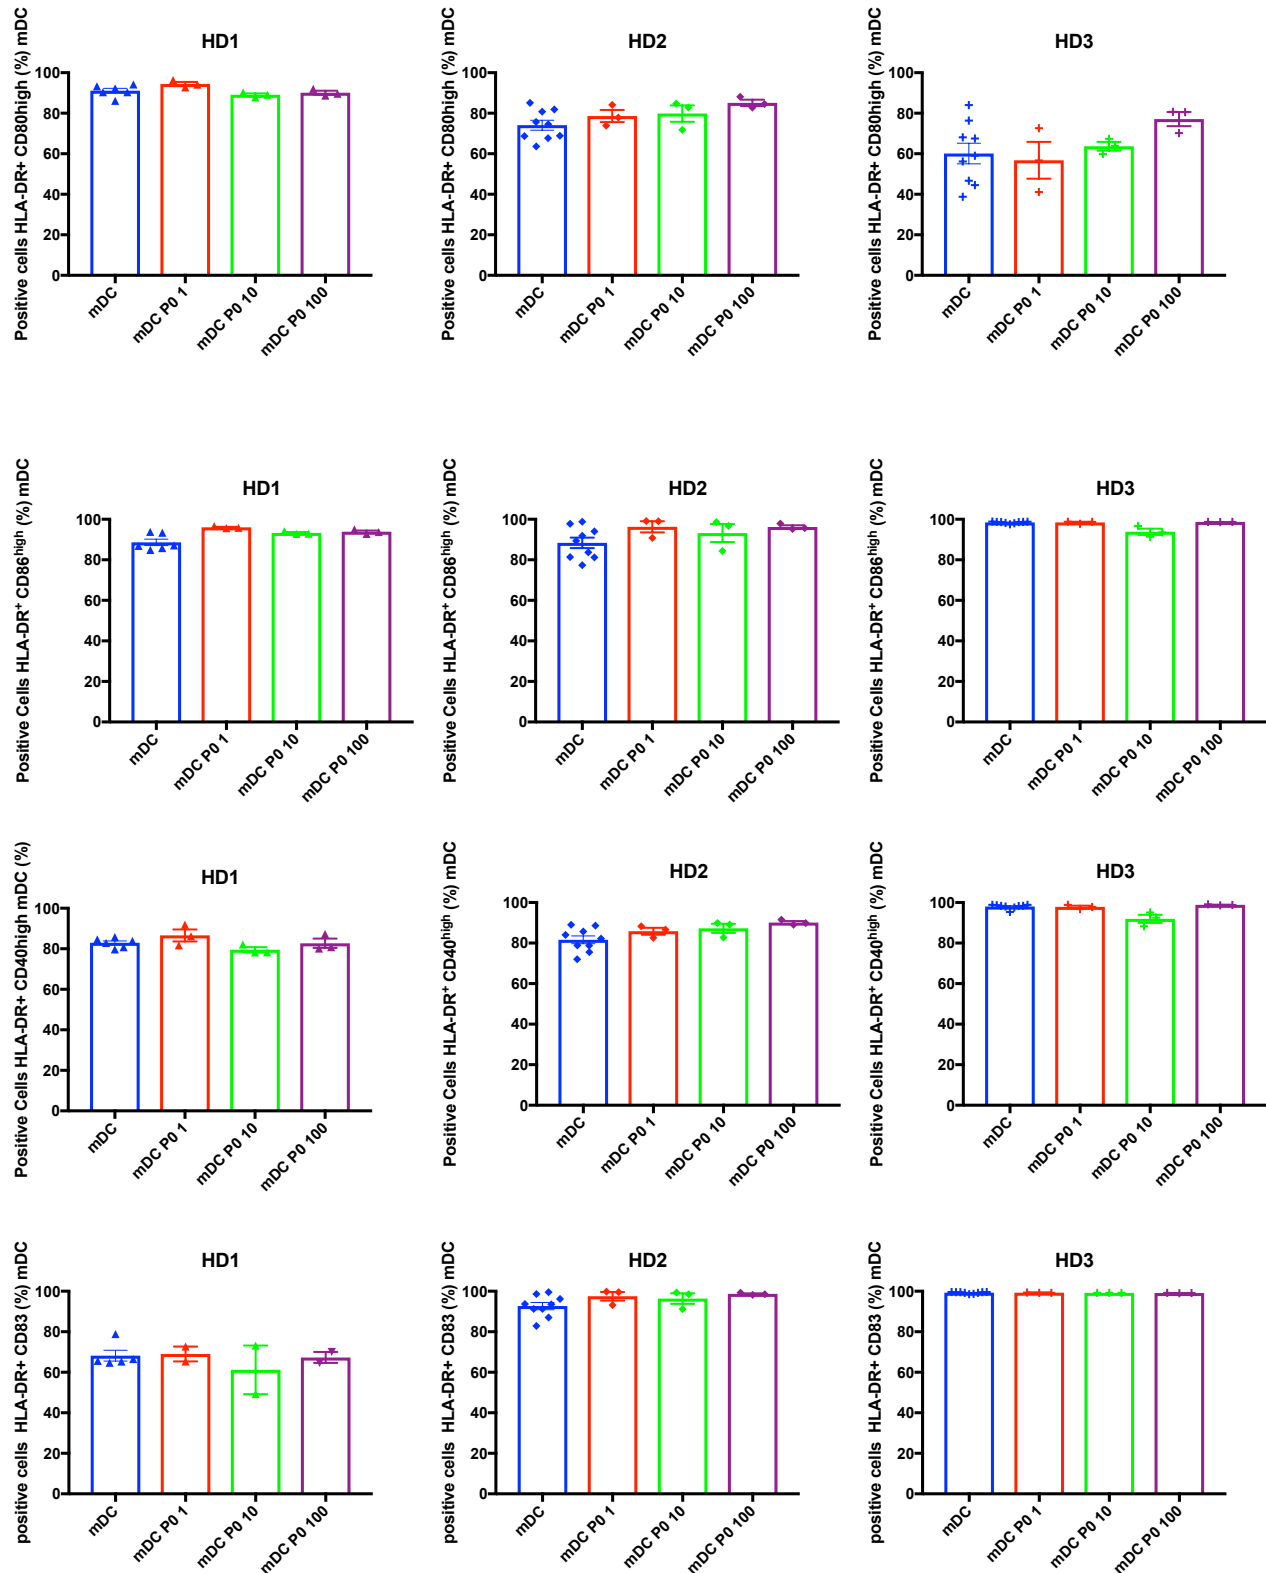 HD1
Positive cells HLA-DR+ CD80high (%) mDC
100
80
60
40
20
0
mDC
mDC P0 1
mDC P0 10
mDC P0 100
HD2
Positive cells HLA-DR+ CD80high (%) mDC
100
80
60
40
20
0
mDC
mDC P0 1
mDC P0 10
mDC P0 100
HD3
Positive cells HLA-DR+ CD80high (%) mDC
100
80
60
40
20
0
mDC
mDC P0 1
mDC P0 10
mDC P0 100
HD1
Positive Cells HLA-DR⁺ CD86ʰⁱᵍʰ (%) mDC
100
80
60
40
20
0
mDC
mDC P0 1
mDC P0 10
mDC P0 100
HD2
Positive Cells HLA-DR⁺ CD86ʰⁱᵍʰ (%) mDC
100
80
60
40
20
0
mDC
mDC P0 1
mDC P0 10
mDC P0 100
HD3
Positive Cells HLA-DR⁺ CD86ʰⁱᵍʰ (%) mDC
100
80
60
40
20
0
mDC
mDC P0 1
mDC P0 10
mDC P0 100
HD1
Positive Cells HLA-DR+ CD40high mDC (%)
100
80
60
40
20
0
mDC
mDC P0 1
mDC P0 10
mDC P0 100
HD2
Positive Cells HLA-DR⁺ CD40ʰⁱᵍʰ (%) mDC
100
80
60
40
20
0
mDC
mDC P0 1
mDC P0 10
mDC P0 100
HD3
Positive Cells HLA-DR⁺ CD40ʰⁱᵍʰ (%) mDC
100
80
60
40
20
0
mDC
mDC P0 1
mDC P0 10
mDC P0 100
HD1
positive cells HLA-DR+ CD83 (%) mDC
100
80
60
40
20
0
mDC
mDC P0 1
mDC P0 10
mDC P0 100
HD2
positive cells HLA-DR+ CD83 (%) mDC
100
80
60
40
20
0
mDC
mDC P0 1
mDC P0 10
mDC P0 100
HD3
positive cells HLA-DR+ CD83 (%) mDC
100
80
60
40
20
0
mDC
mDC P0 1
mDC P0 10
mDC P0 100